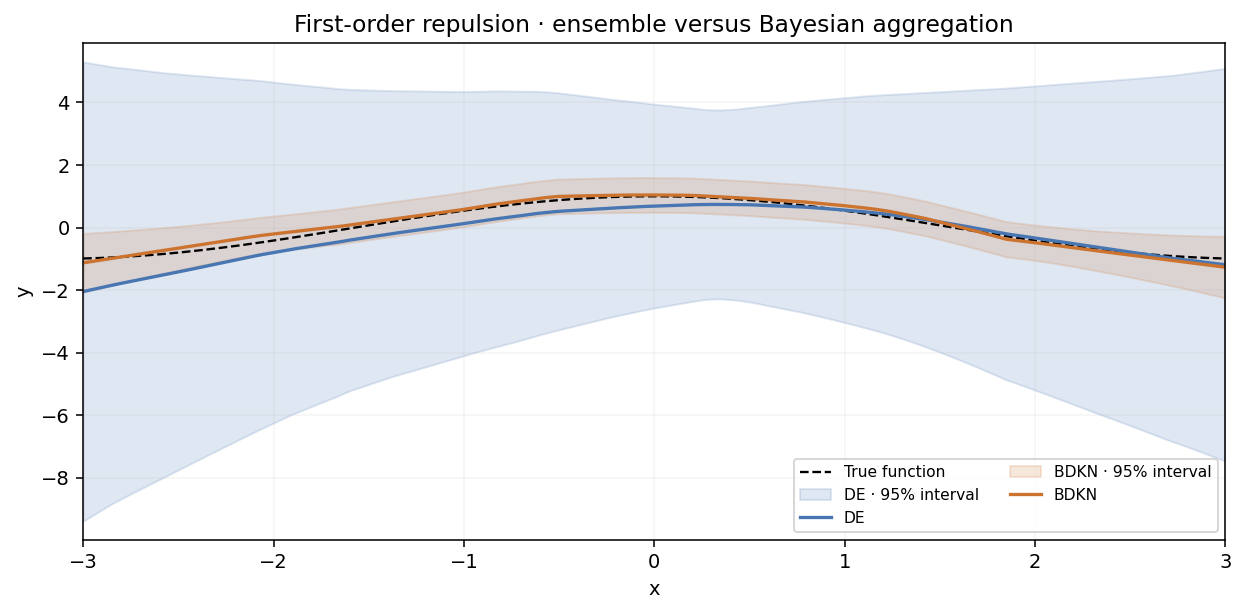 First-order repulsion · ensemble versus Bayesian aggregation
y
4
2
0
−2
−4
−6
−8
−3
−2
−1
0
1
2
3
x
True function
DE · 95% interval
DE
BDKN · 95% interval
BDKN